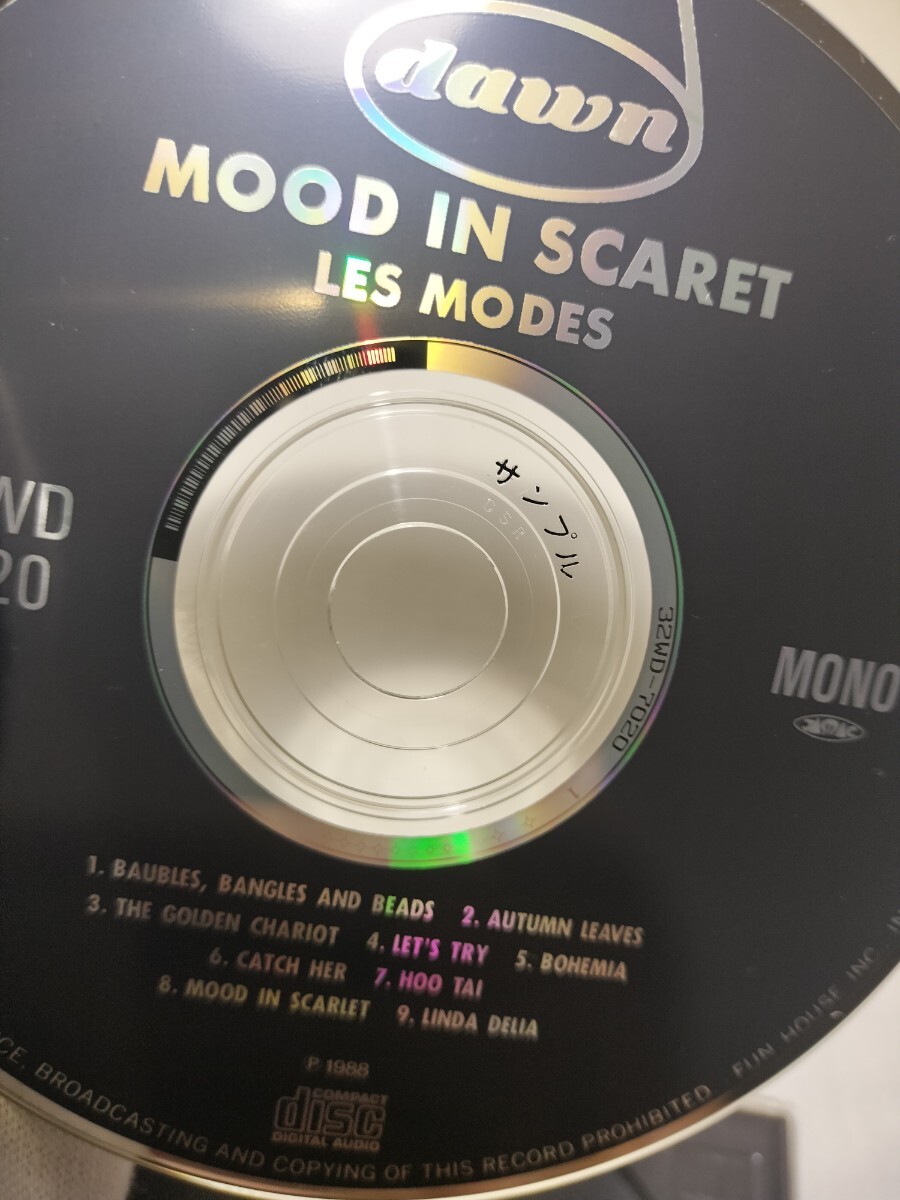 dawn
MOOD IN SCARET
LES MODES
サンプル
CSR
WD
20
32WD-7020
MONO
1
1. BAUBLES, BANGLES AND BEADS 2. AUTUMN LEAVES
3. THE GOLDEN CHARIOT 4. LET'S TRY 5. BOHEMIA
6. CATCH HER 7. HOO TAI
8. MOOD IN SCARLET 9. LINDA DELIA
℗ 1988
COMPACT
disc
DIGITAL AUDIO
BROADCASTING AND COPYING OF THIS RECORD PROHIBITED. FUN HOUSE INC.